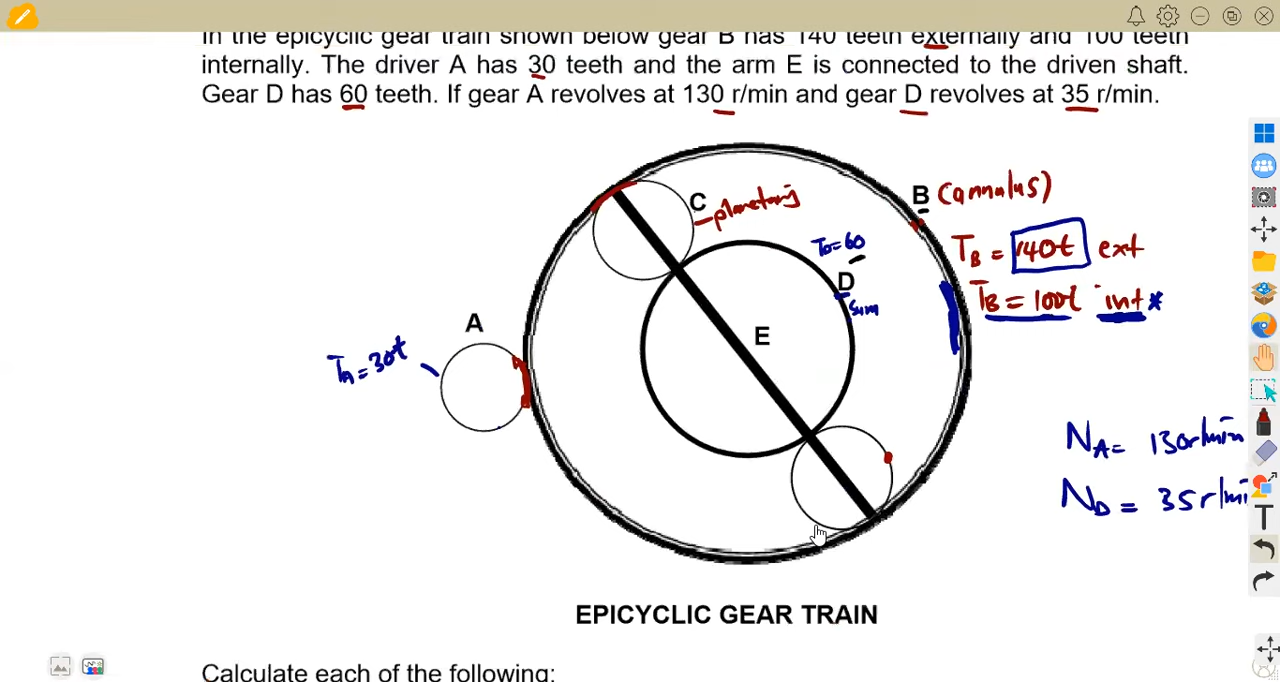 In the epicyclic gear train shown below gear B has 140 teeth externally and 100 teeth
internally. The driver A has 30 teeth and the arm E is connected to the driven shaft.
Gear D has 60 teeth. If gear A revolves at 130 r/min and gear D revolves at 35 r/min.
C
planetary
B (annulus)
TB = 140t ext
TD=60
D
TB = 100t int*
Sun
A
E
TA=30t
NA= 130r/min
ND = 35r/mi
T
EPICYCLIC GEAR TRAIN
Calculate each of the following: